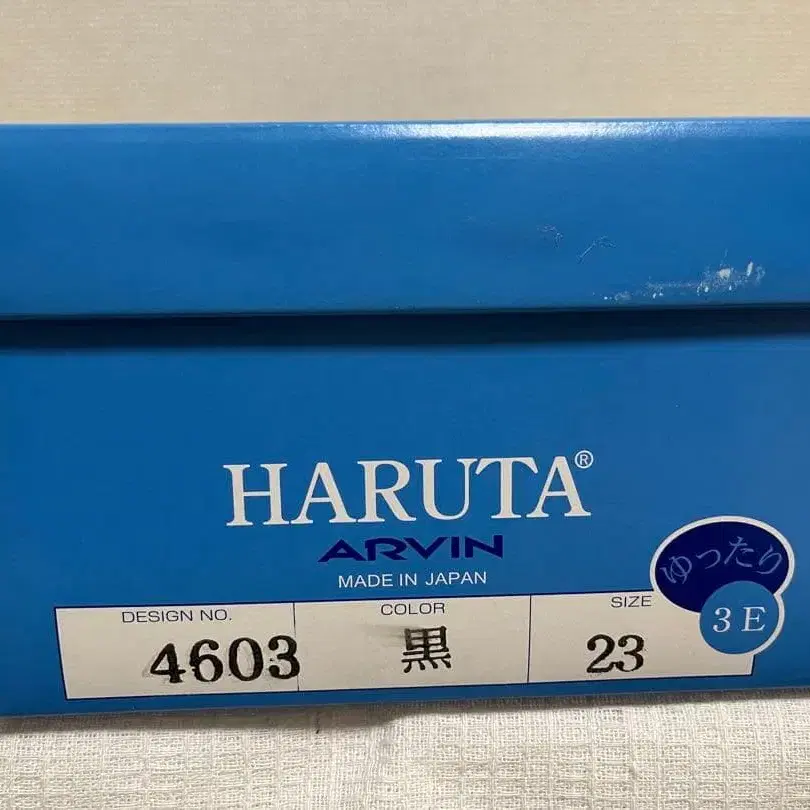 HARUTA®
ARVIN
MADE IN JAPAN
ゆったり
3E
DESIGN NO. COLOR SIZE
4603 黒 23